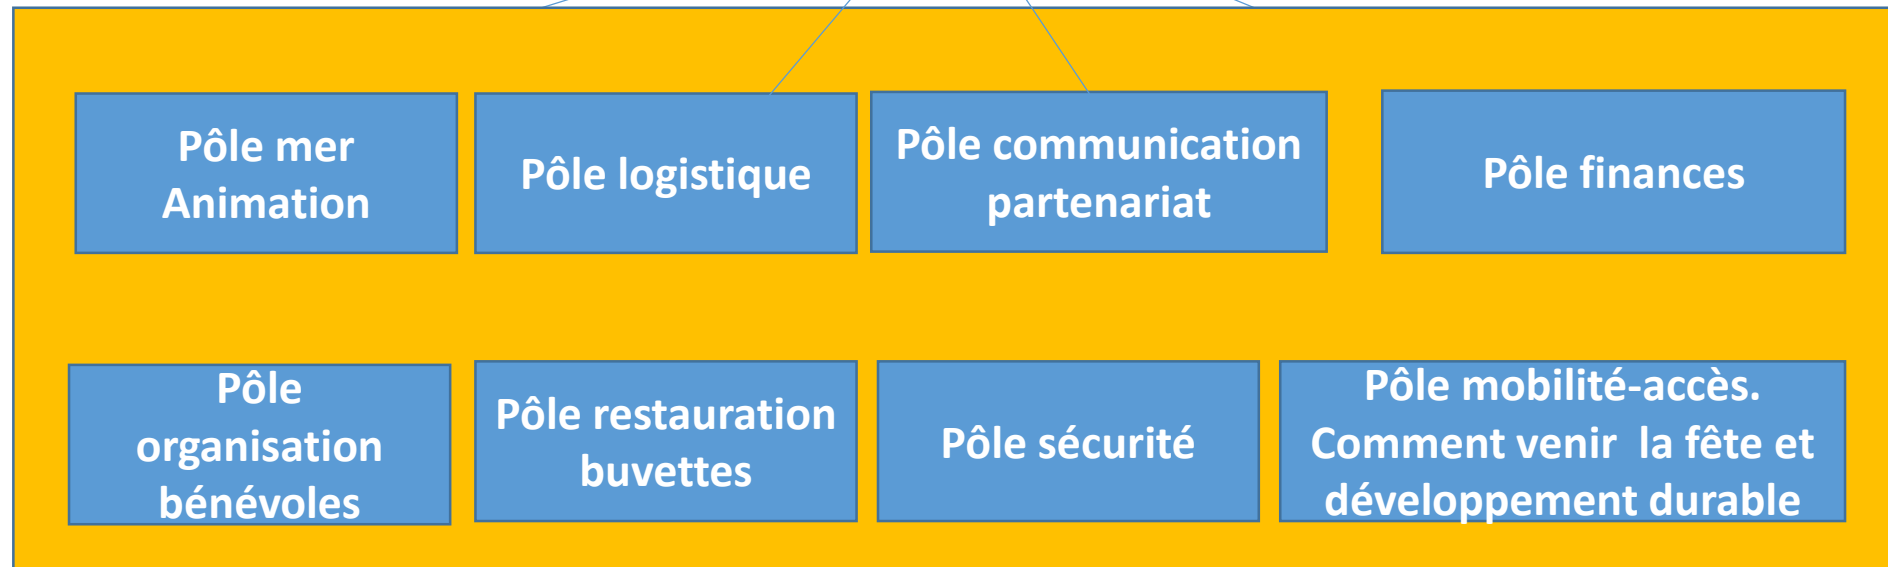 Pôle mer
Animation
Pôle logistique
Pôle communication
partenariat
Pôle finances
Pôle
organisation
bénévoles
Pôle restauration
buvettes
Pôle sécurité
Pôle mobilité-accès.
Comment venir  la fête et
développement durable